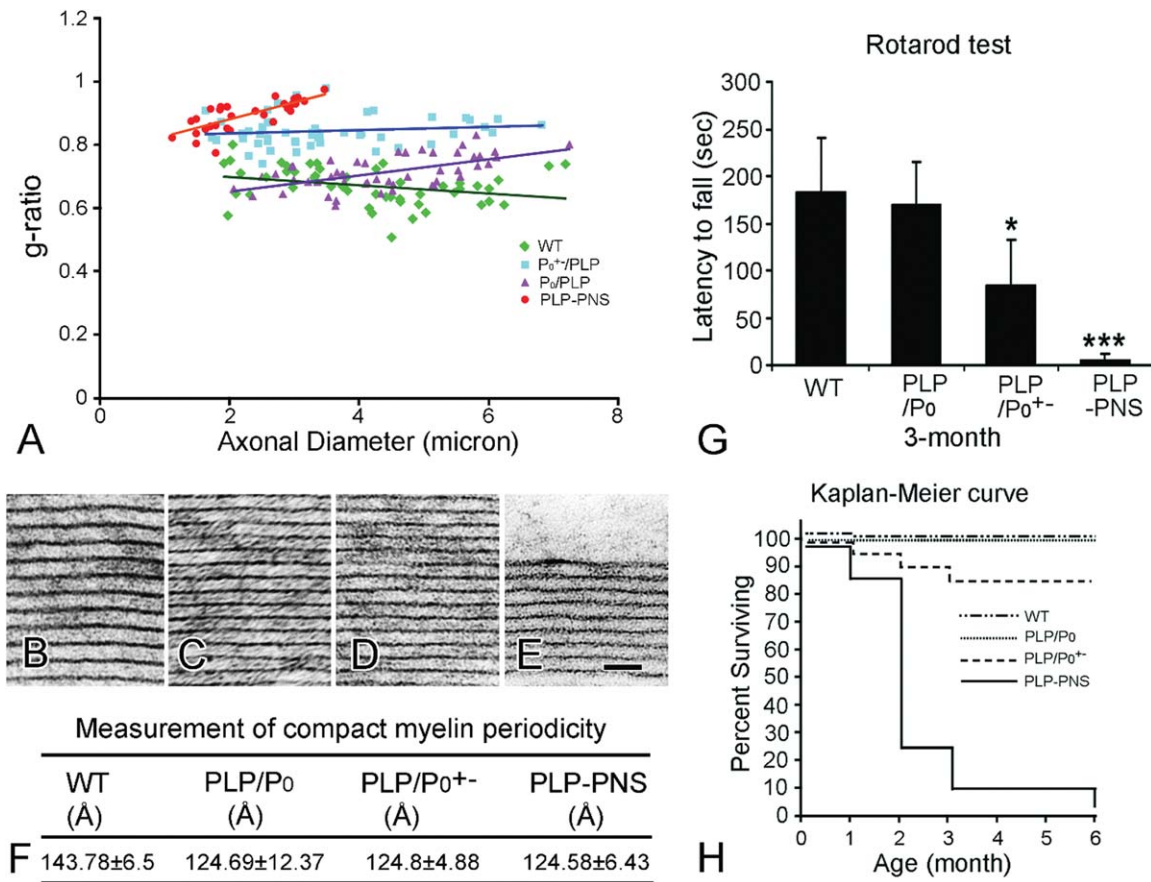 1.2
1
0.8
0.6
0.4
0.2
0
g-ratio
0 2 4 6 8
Axonal Diameter (micron)
WT
P₀⁺⁻/PLP
P₀/PLP
PLP-PNS
A
Rotarod test
300
250
200
150
100
50
0
Latency to fall (sec)
*
***
WT
PLP
/P₀
PLP
/P₀⁺⁻
PLP
-PNS
3-month
G
B C D E
Measurement of compact myelin periodicity
WT PLP/P₀ PLP/P₀⁺⁻ PLP-PNS
(Å) (Å) (Å) (Å)
F 143.78±6.5 124.69±12.37 124.8±4.88 124.58±6.43
Kaplan-Meier curve
100
90
80
70
60
50
40
30
20
10
0
Percent Surviving
WT
PLP/P₀
PLP/P₀⁺⁻
PLP-PNS
0 1 2 3 4 5 6
Age (month)
H